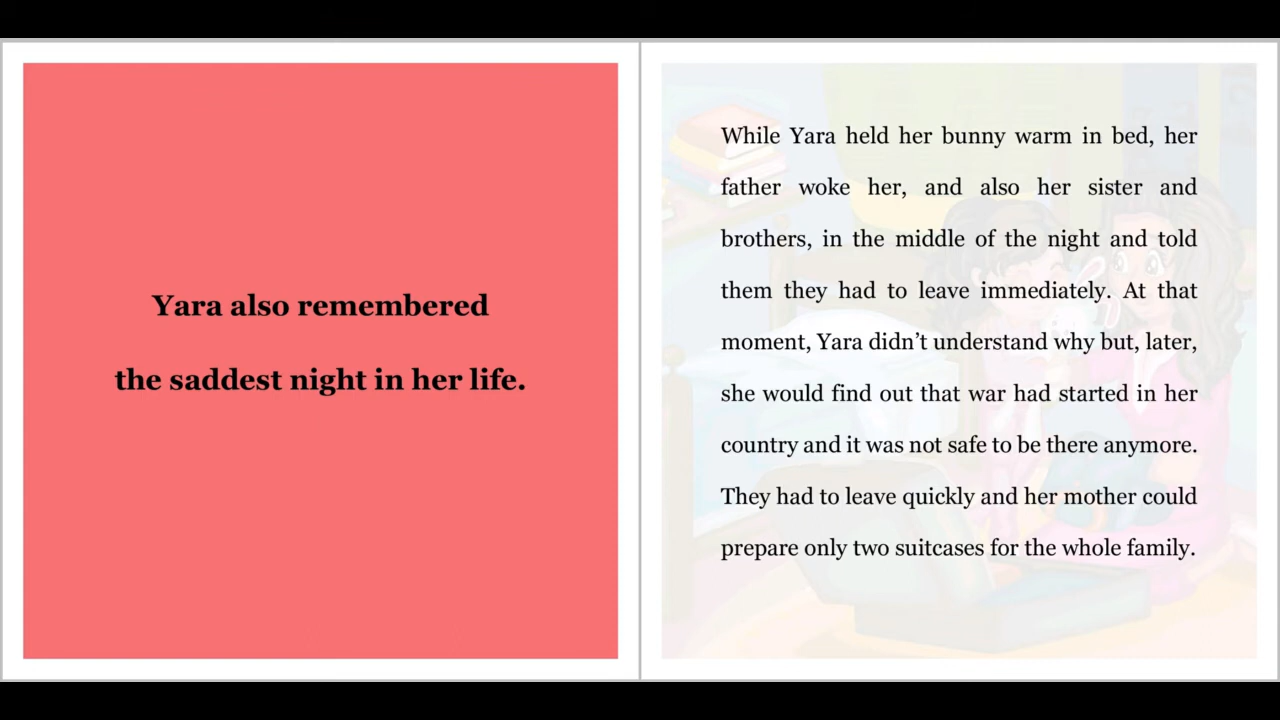 Yara also remembered
the saddest night in her life.
While Yara held her bunny warm in bed, her
father woke her, and also her sister and
brothers, in the middle of the night and told
them they had to leave immediately. At that
moment, Yara didn’t understand why but, later,
she would find out that war had started in her
country and it was not safe to be there anymore.
They had to leave quickly and her mother could
prepare only two suitcases for the whole family.